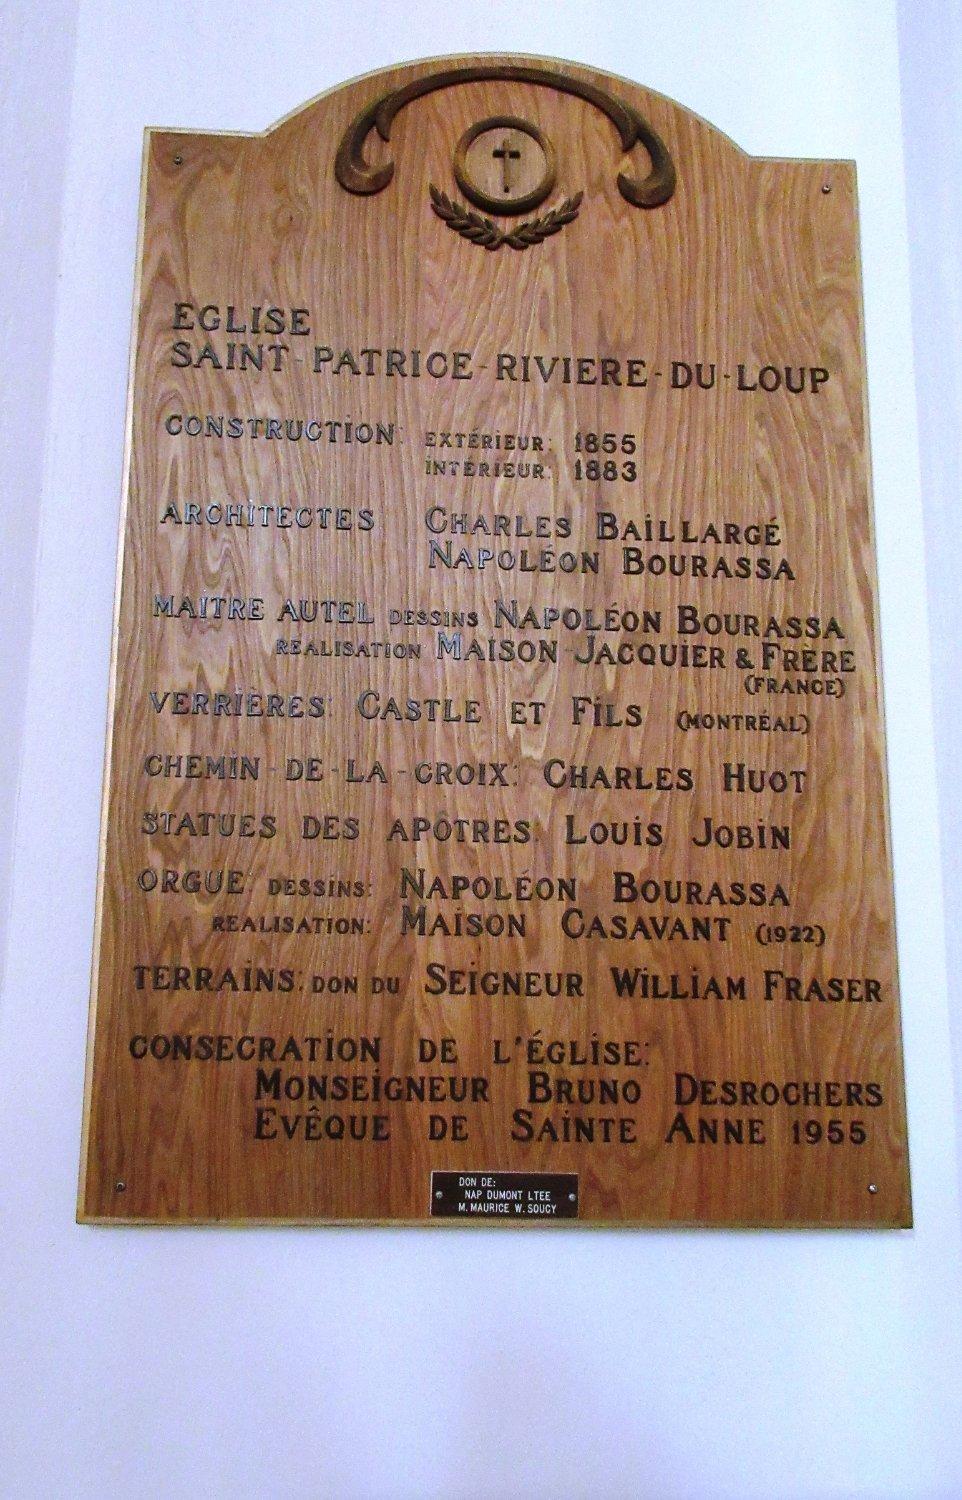 EGLISE
SAINT-PATRICE-RIVIERE-DU-LOUP
CONSTRUCTION: EXTÉRIEUR: 1855
INTÉRIEUR: 1883
ARCHITECTES CHARLES BAILLARGÉ
NAPOLÉON BOURASSA
MAITRE AUTEL DESSINS NAPOLÉON BOURASSA
REALISATION MAISON JACQUIER & FRÈRE
(FRANCE)
VERRIÈRES: CASTLE ET FILS (MONTRÉAL)
CHEMIN-DE-LA-CROIX: CHARLES HUOT
STATUES DES APÔTRES: LOUIS JOBIN
ORGUE: DESSINS: NAPOLÉON BOURASSA
REALISATION: MAISON CASAVANT (1922)
TERRAINS: DON DU SEIGNEUR WILLIAM FRASER
CONSECRATION DE L'ÉGLISE:
MONSEIGNEUR BRUNO DESROCHERS
EVÊQUE DE SAINTE ANNE 1955
DON DE:
NAP DUMONT LTEE
M. MAURICE W. SOUCY